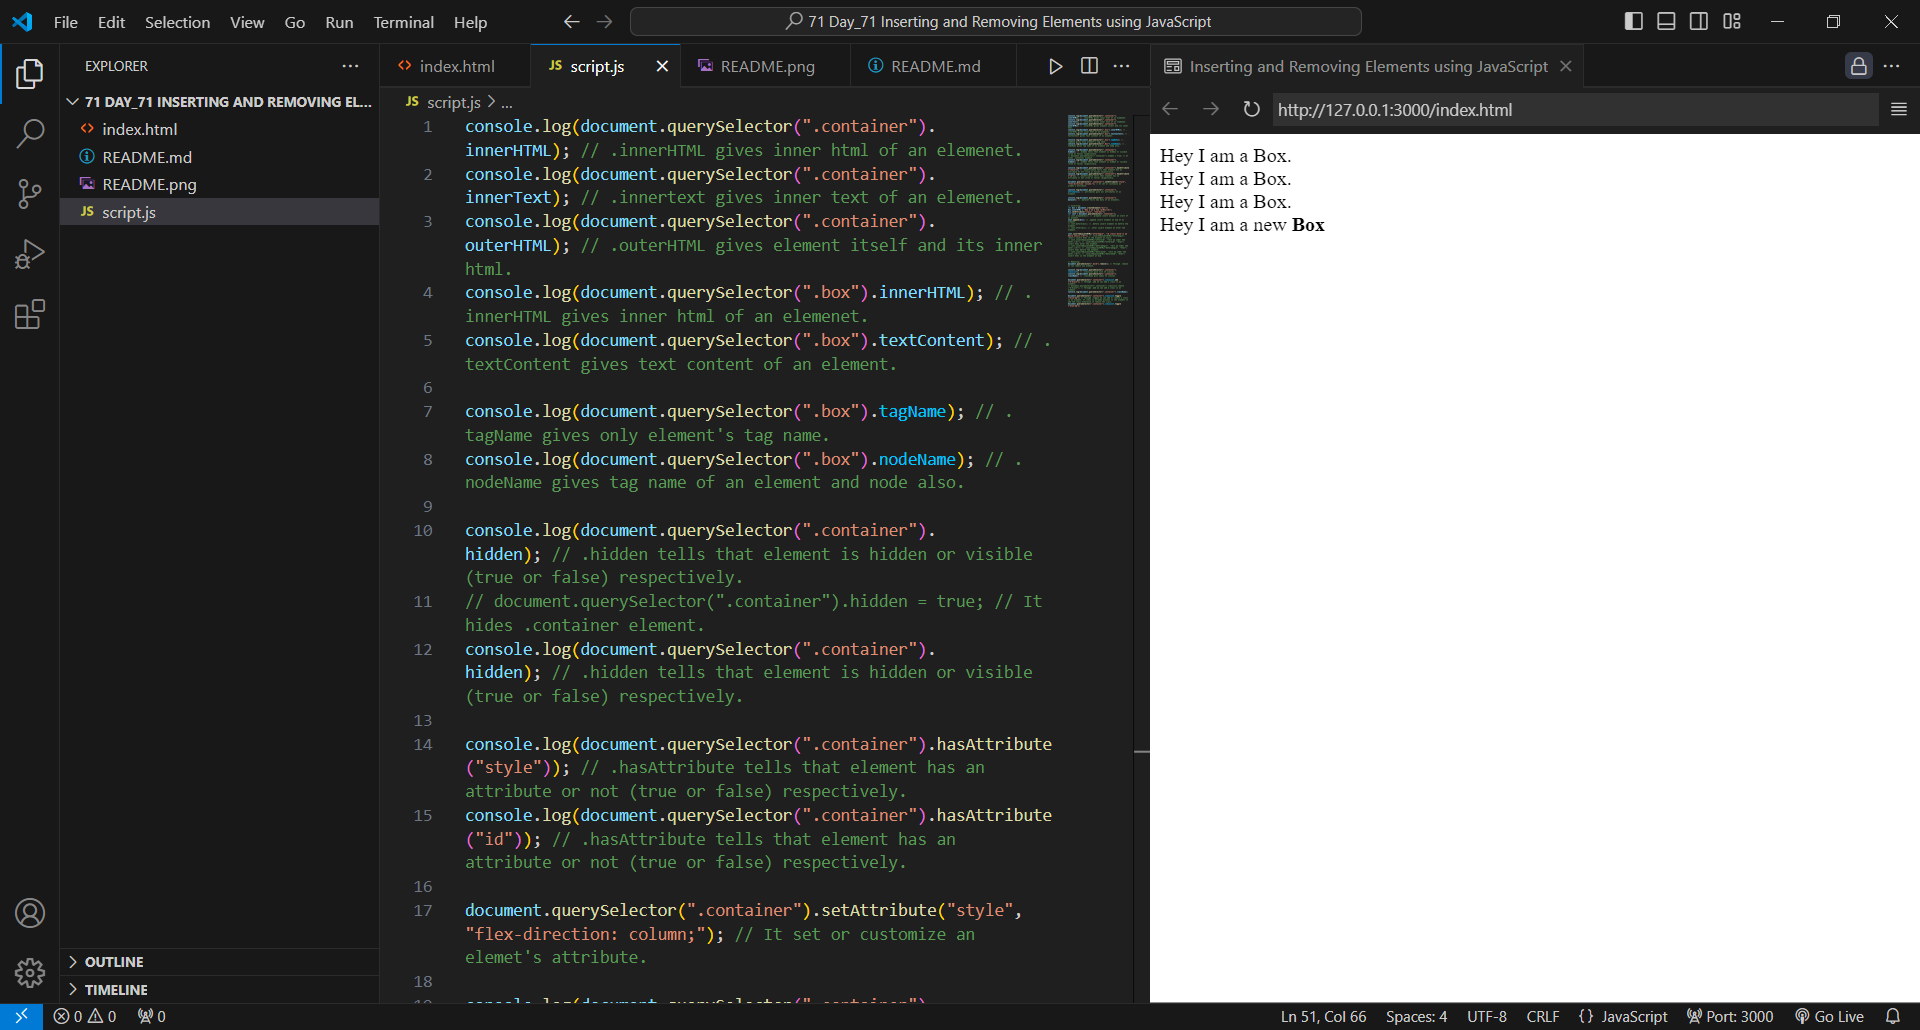 File Edit Selection View Go Run Terminal Help
71 Day_71 Inserting and Removing Elements using JavaScript
EXPLORER
71 DAY_71 INSERTING AND REMOVING EL...
index.html
README.md
README.png
JS script.js
OUTLINE
TIMELINE
index.html JS script.js README.png README.md
JS script.js > ...
1 console.log(document.querySelector(".container").
innerHTML); // .innerHTML gives inner html of an elemenet.
2 console.log(document.querySelector(".container").
innerText); // .innertext gives inner text of an elemenet.
3 console.log(document.querySelector(".container").
outerHTML); // .outerHTML gives element itself and its inner
html.
4 console.log(document.querySelector(".box").innerHTML); // .
innerHTML gives inner html of an elemenet.
5 console.log(document.querySelector(".box").textContent); // .
textContent gives text content of an element.
6
7 console.log(document.querySelector(".box").tagName); // .
tagName gives only element's tag name.
8 console.log(document.querySelector(".box").nodeName); // .
nodeName gives tag name of an element and node also.
9
10 console.log(document.querySelector(".container").
hidden); // .hidden tells that element is hidden or visible
(true or false) respectively.
11 // document.querySelector(".container").hidden = true; // It
hides .container element.
12 console.log(document.querySelector(".container").
hidden); // .hidden tells that element is hidden or visible
(true or false) respectively.
13
14 console.log(document.querySelector(".container").hasAttribute
("style")); // .hasAttribute tells that element has an
attribute or not (true or false) respectively.
15 console.log(document.querySelector(".container").hasAttribute
("id")); // .hasAttribute tells that element has an
attribute or not (true or false) respectively.
16
17 document.querySelector(".container").setAttribute("style",
"flex-direction: column;"); // It set or customize an
elemet's attribute.
18
Inserting and Removing Elements using JavaScript
http://127.0.0.1:3000/index.html
Hey I am a Box.
Hey I am a Box.
Hey I am a Box.
Hey I am a new Box
0 0 0 Ln 51, Col 66 Spaces: 4 UTF-8 CRLF {} JavaScript Port: 3000 Go Live